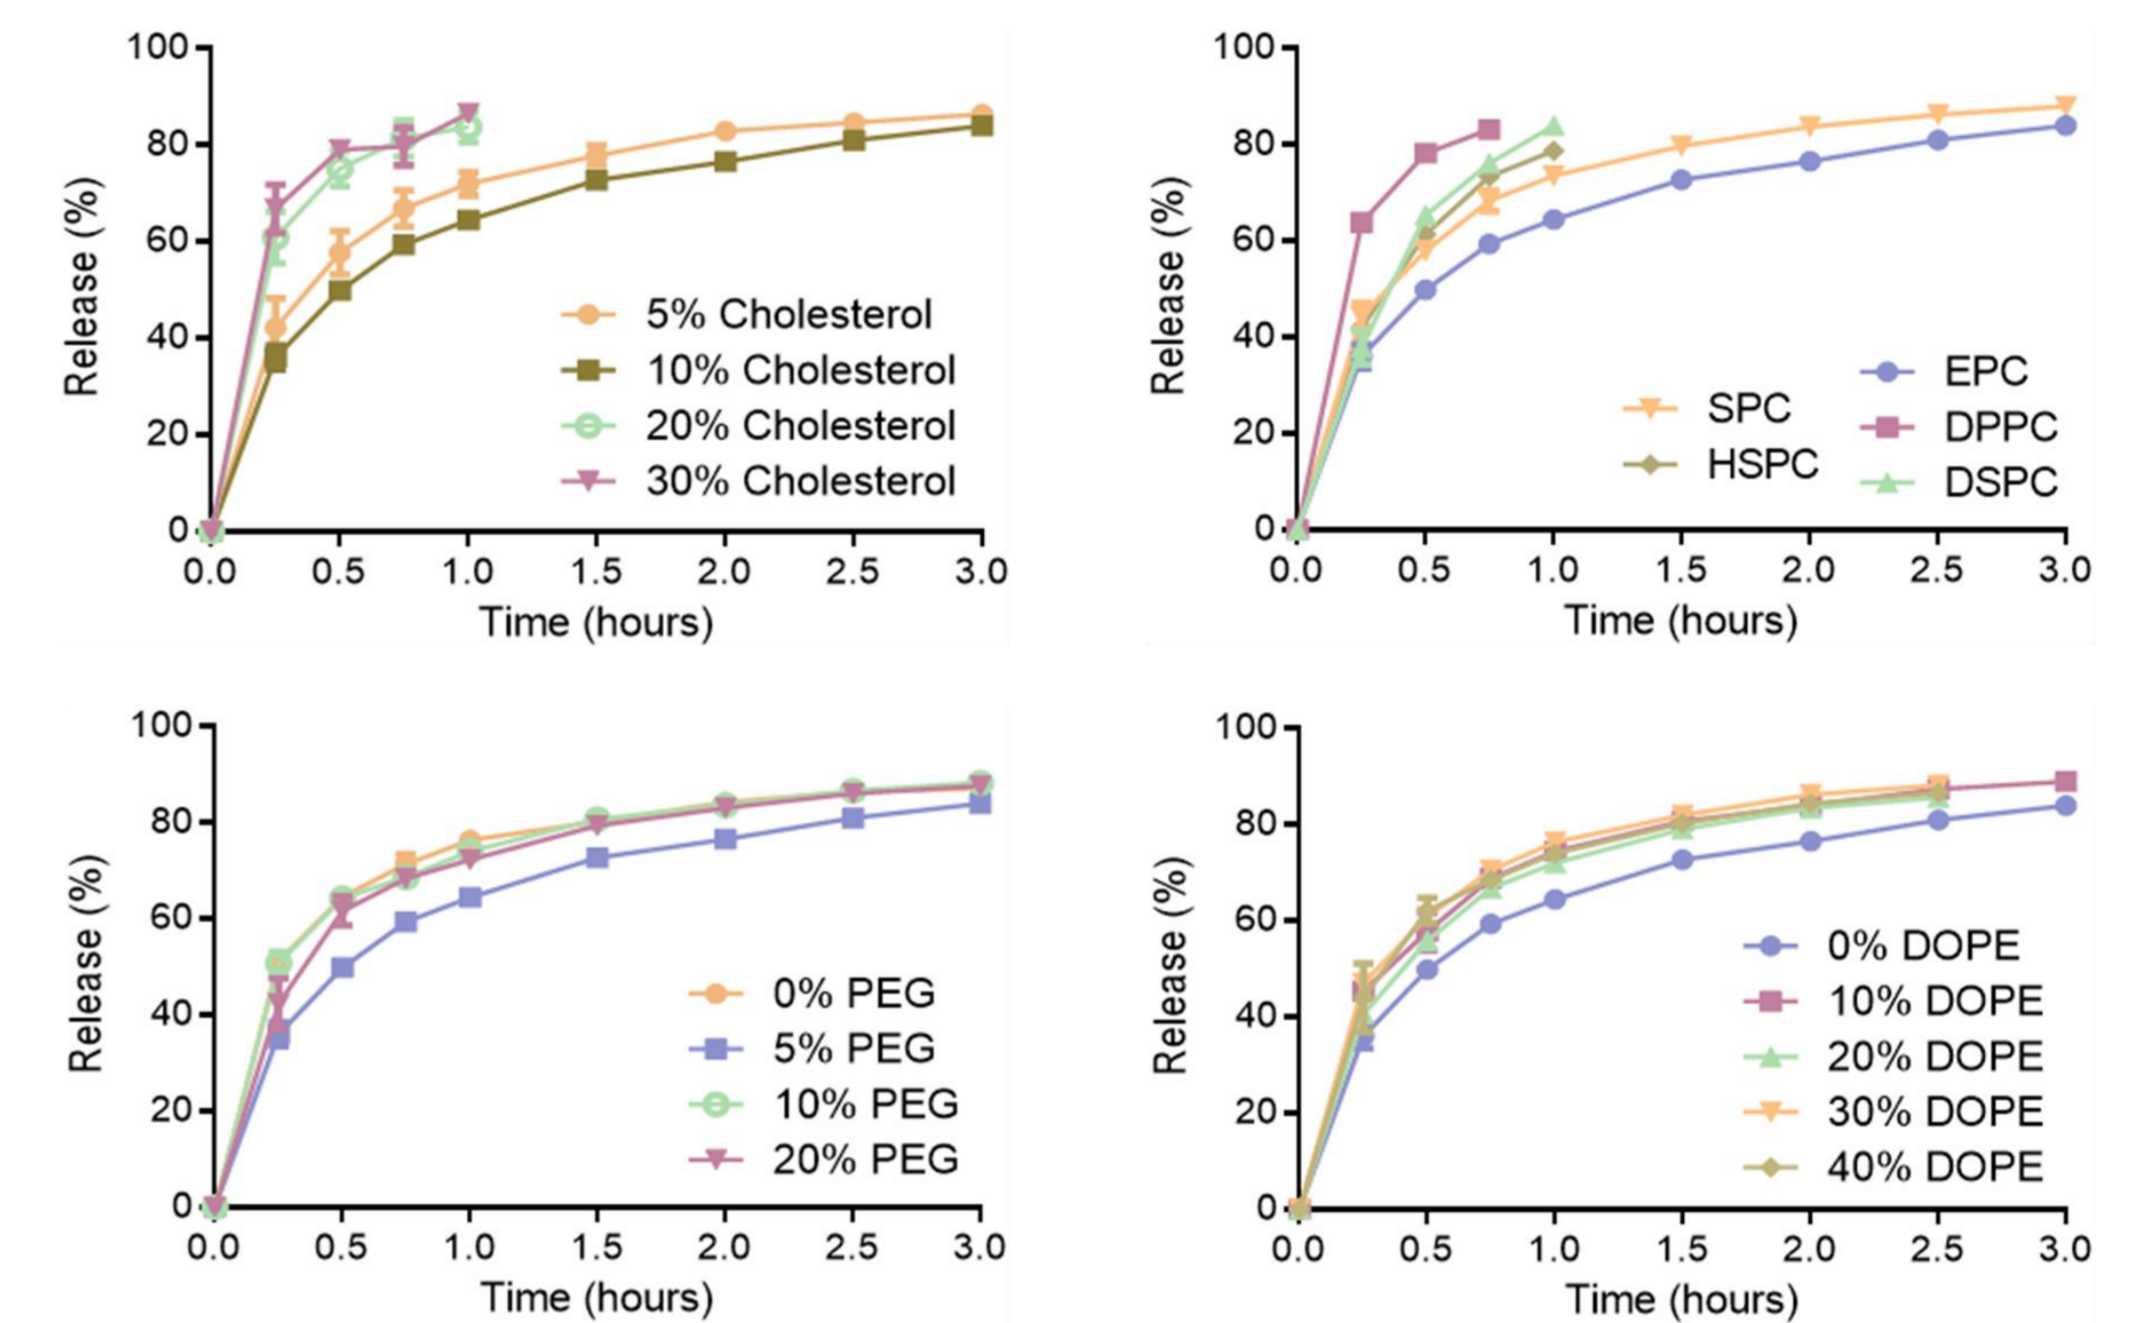 100
80
60
40
20
0
Release (%)
5% Cholesterol
10% Cholesterol
20% Cholesterol
30% Cholesterol
0.0 0.5 1.0 1.5 2.0 2.5 3.0
Time (hours)
100
80
60
40
20
0
Release (%)
SPC
HSPC
EPC
DPPC
DSPC
0.0 0.5 1.0 1.5 2.0 2.5 3.0
Time (hours)
100
80
60
40
20
0
Release (%)
0% PEG
5% PEG
10% PEG
20% PEG
0.0 0.5 1.0 1.5 2.0 2.5 3.0
Time (hours)
100
80
60
40
20
0
Release (%)
0% DOPE
10% DOPE
20% DOPE
30% DOPE
40% DOPE
0.0 0.5 1.0 1.5 2.0 2.5 3.0
Time (hours)